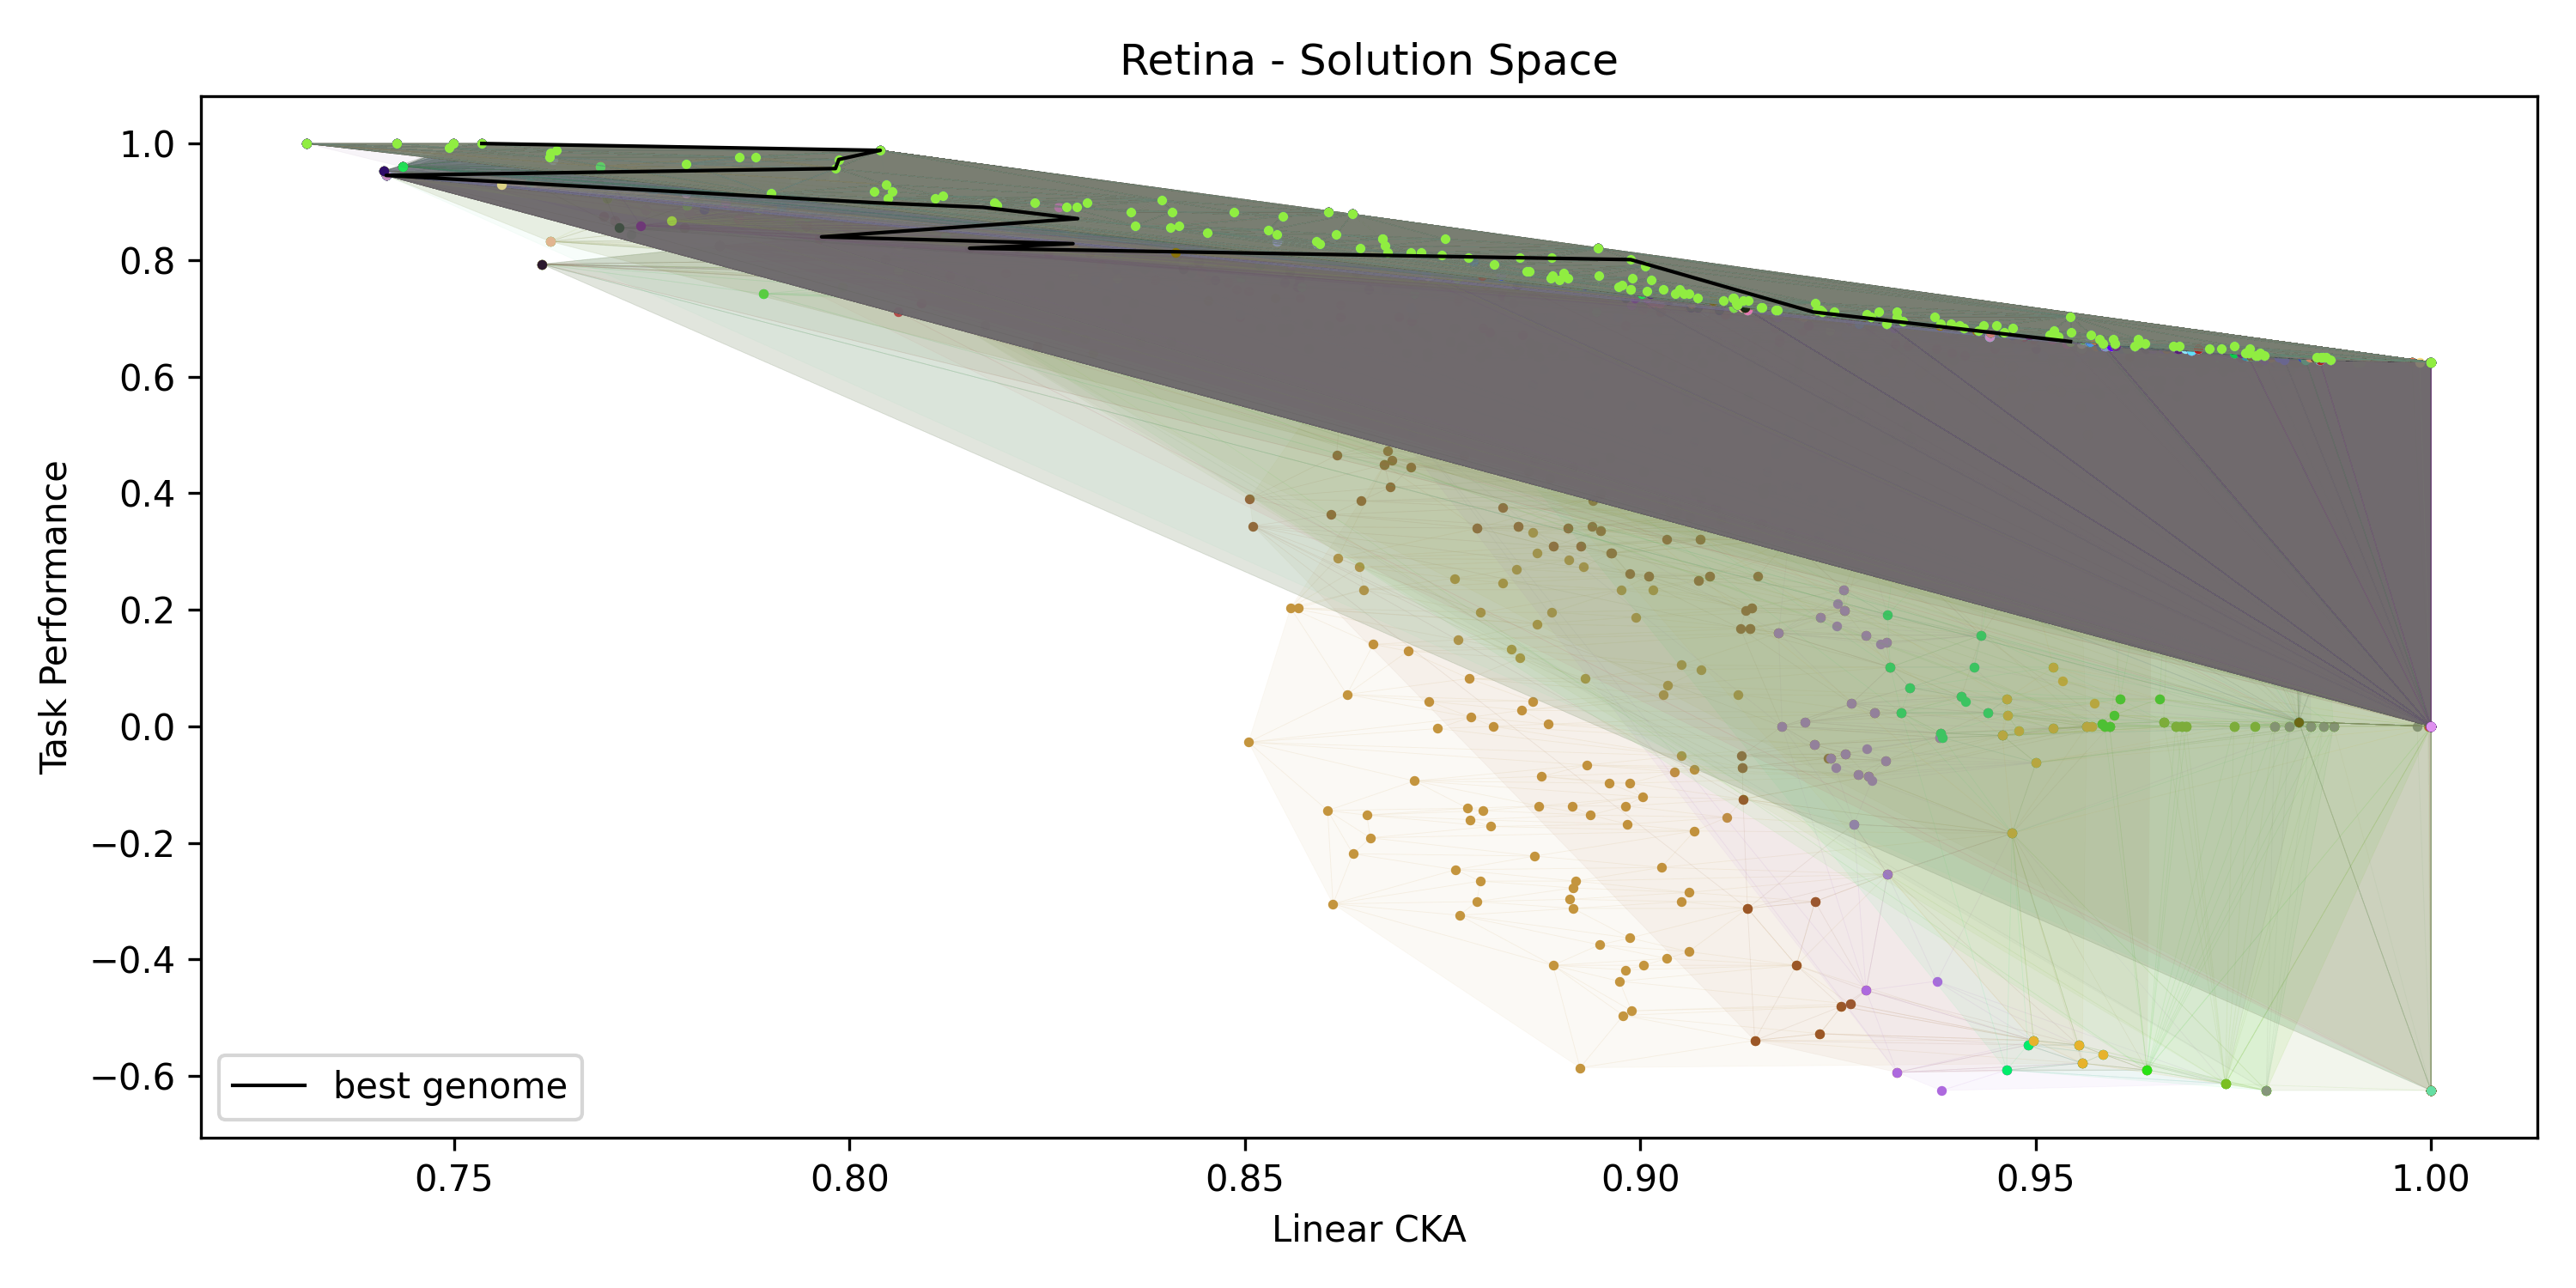 Retina - Solution Space
1.0
0.8
0.6
0.4
0.2
0.0
−0.2
−0.4
−0.6
Task Performance
best genome
0.75 0.80 0.85 0.90 0.95 1.00
Linear CKA